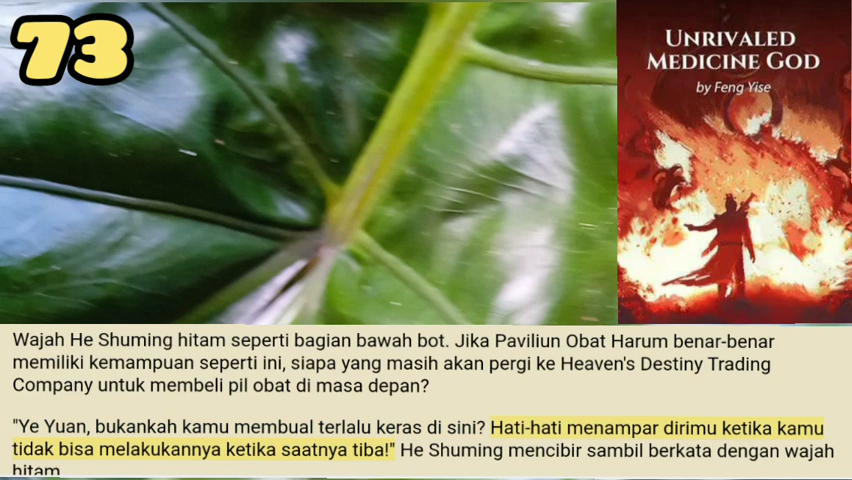 73
UNRIVALED
MEDICINE GOD
by Feng Yise
Wajah He Shuming hitam seperti bagian bawah bot. Jika Paviliun Obat Harum benar-benar
memiliki kemampuan seperti ini, siapa yang masih akan pergi ke Heaven's Destiny Trading
Company untuk membeli pil obat di masa depan?
"Ye Yuan, bukankah kamu membual terlalu keras di sini? Hati-hati menampar dirimu ketika kamu
tidak bisa melakukannya ketika saatnya tiba!" He Shuming mencibir sambil berkata dengan wajah
hitam